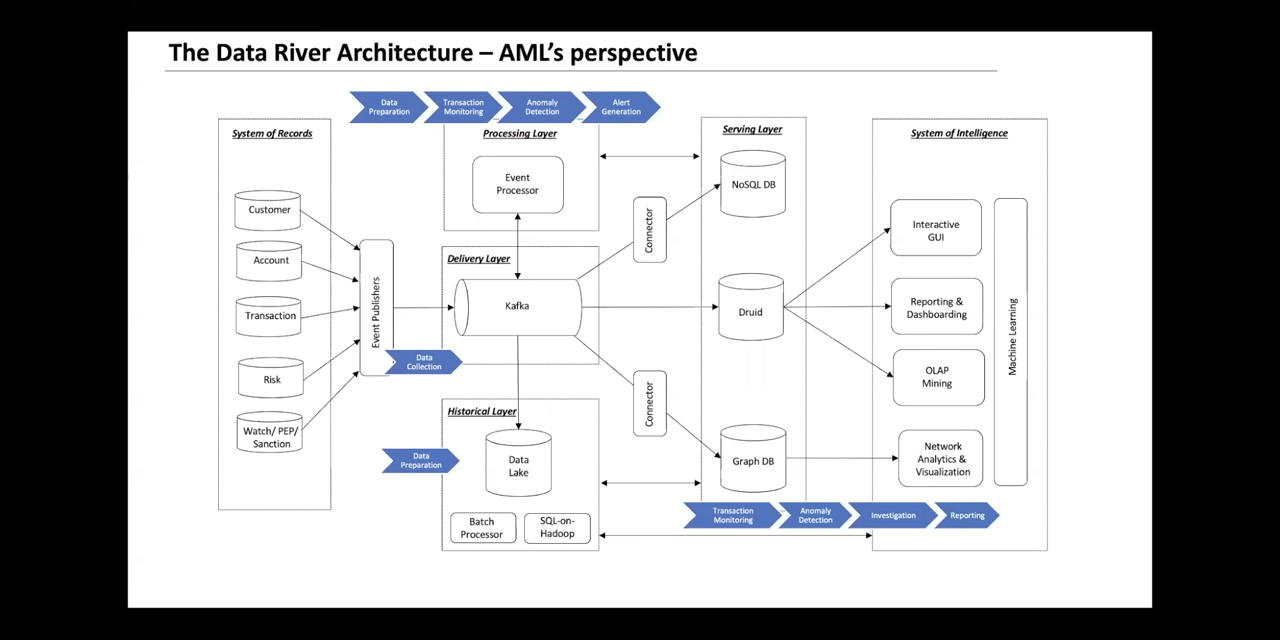 The Data River Architecture – AML's perspective
Data
Preparation
Transaction
Monitoring
Anomaly
Detection
Alert
Generation
System of Records
Customer
Account
Transaction
Risk
Watch/ PEP/
Sanction
Event Publishers
Data
Collection
Processing Layer
Event
Processor
Delivery Layer
Kafka
Historical Layer
Data
Preparation
Data
Lake
Batch
Processor
SQL-on-
Hadoop
Connector
Connector
Serving Layer
NoSQL DB
Druid
Graph DB
Transaction
Monitoring
Anomaly
Detection
Investigation
Reporting
System of Intelligence
Interactive
GUI
Reporting &
Dashboarding
OLAP
Mining
Network
Analytics &
Visualization
Machine Learning